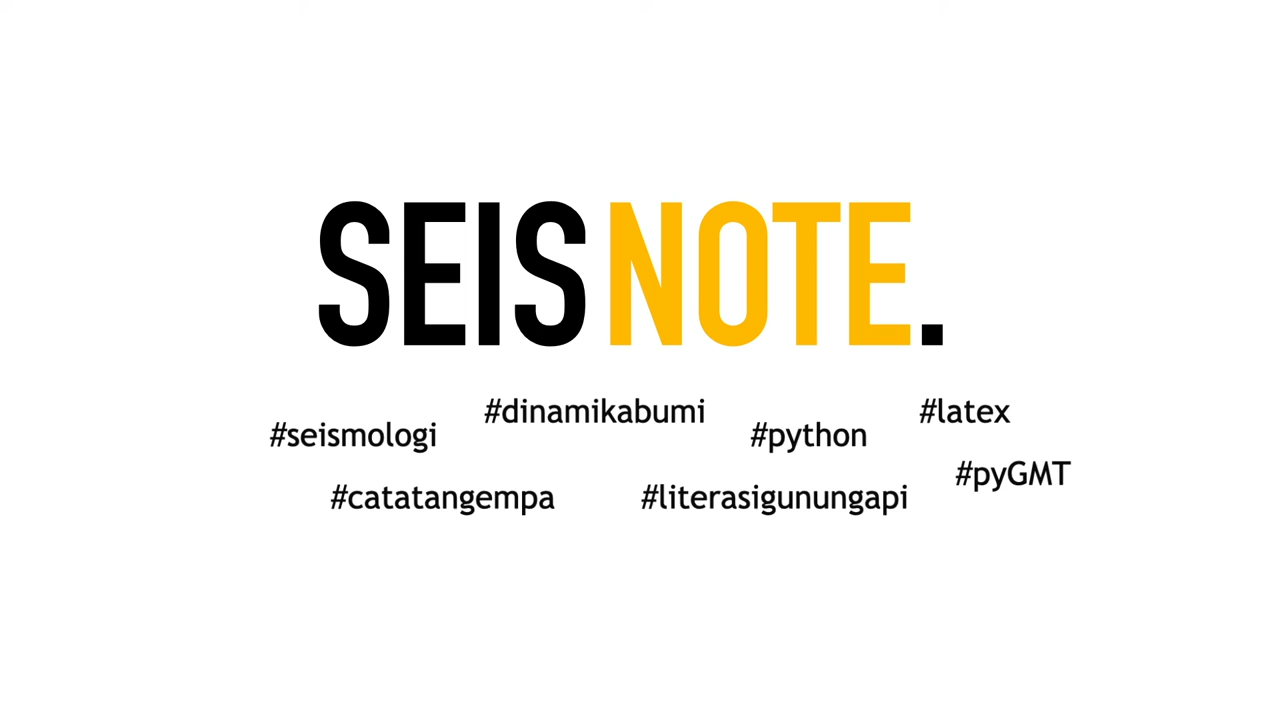 SEISNOTE.
#dinamikabumi #latex
#seismologi #python
#pyGMT
#catatangempa #literasigunungapi